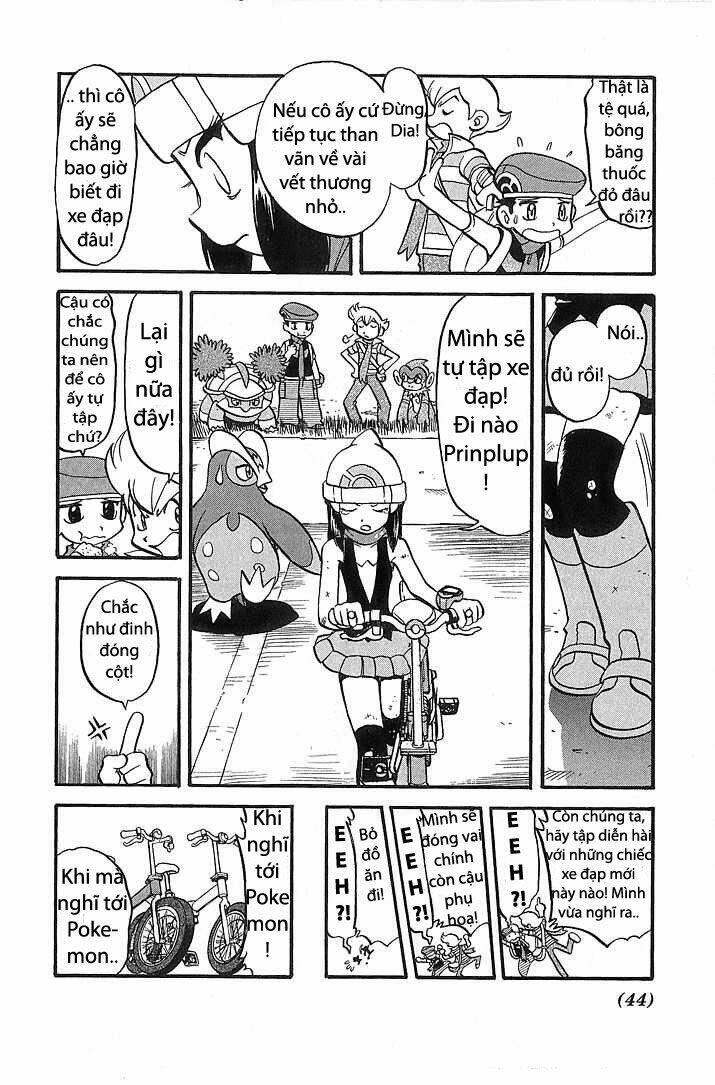 Thật là
tệ quá,
bông
băng
thuốc
đỏ đâu
rồi??
Đừng,
Dia!
Nếu cô ấy cứ
tiếp tục than
vãn về vài
vết thương
nhỏ..
.. thì cô
ấy sẽ
chẳng
bao giờ
biết đi
xe đạp
đâu!
Nói..
đủ rồi!
Mình sẽ
tự tập xe
đạp!
Đi nào
Prinplup
!
Lại
gì
nữa
đây!
Cậu có
chắc
chúng
ta nên
để cô
ấy tự
tập
chứ?
Chắc
như đinh
đóng
cột!
Còn chúng ta,
hãy tập diễn hài
với những chiếc
xe đạp mới
này nào! Mình
vừa nghĩ ra..
E
E
H
?!
Mình sẽ
đóng vai
chính
còn cậu
phụ
họa!
E
E
H
?!
Bỏ
đồ
ăn
đi!
E
E
H
?!
Khi
nghĩ
tới
Poke
mon
!
Khi mà
nghĩ tới
Poke-
mon..
(44)